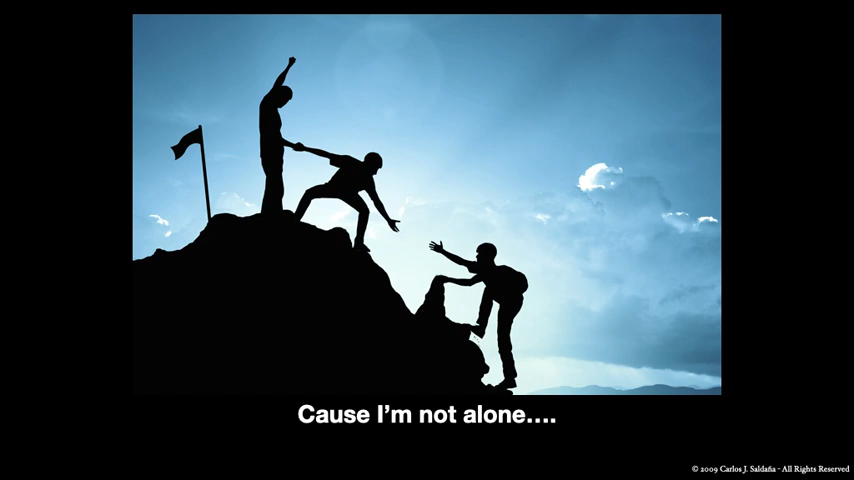 Cause I’m not alone….
© 2009 Carlos J. Saldaña - All Rights Reserved